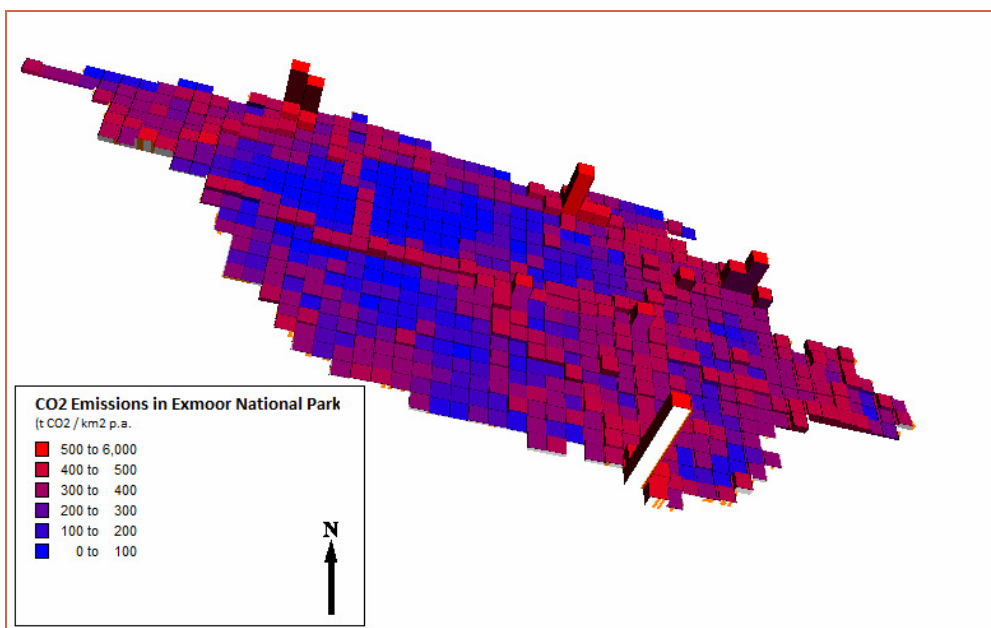 CO2 Emissions in Exmoor National Park
(t CO2 / km2 p.a.
500 to 6,000
400 to 500
300 to 400
200 to 300
100 to 200
0 to 100
N